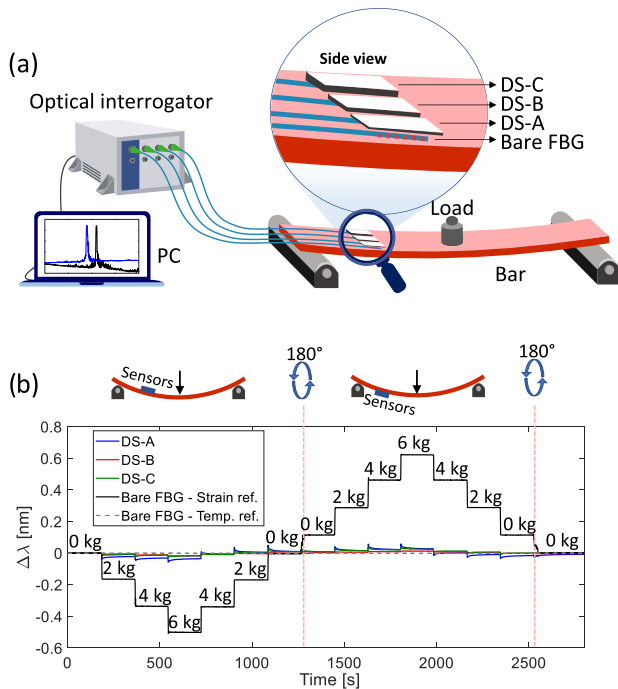 (a)
Side view
Optical interrogator
DS-C
DS-B
DS-A
Bare FBG
Load
PC
Bar
(b)
Sensors
180°
Sensors
180°
DS-A
DS-B
DS-C
Bare FBG - Strain ref.
Bare FBG - Temp. ref.
0.8
0.6
0.4
0.2
0
-0.2
-0.4
-0.6
Δλ [nm]
0 kg
2 kg
4 kg
6 kg
4 kg
2 kg
0 kg
0 kg
2 kg
4 kg
6 kg
4 kg
2 kg
0 kg
0 kg
0 500 1000 1500 2000 2500
Time [s]